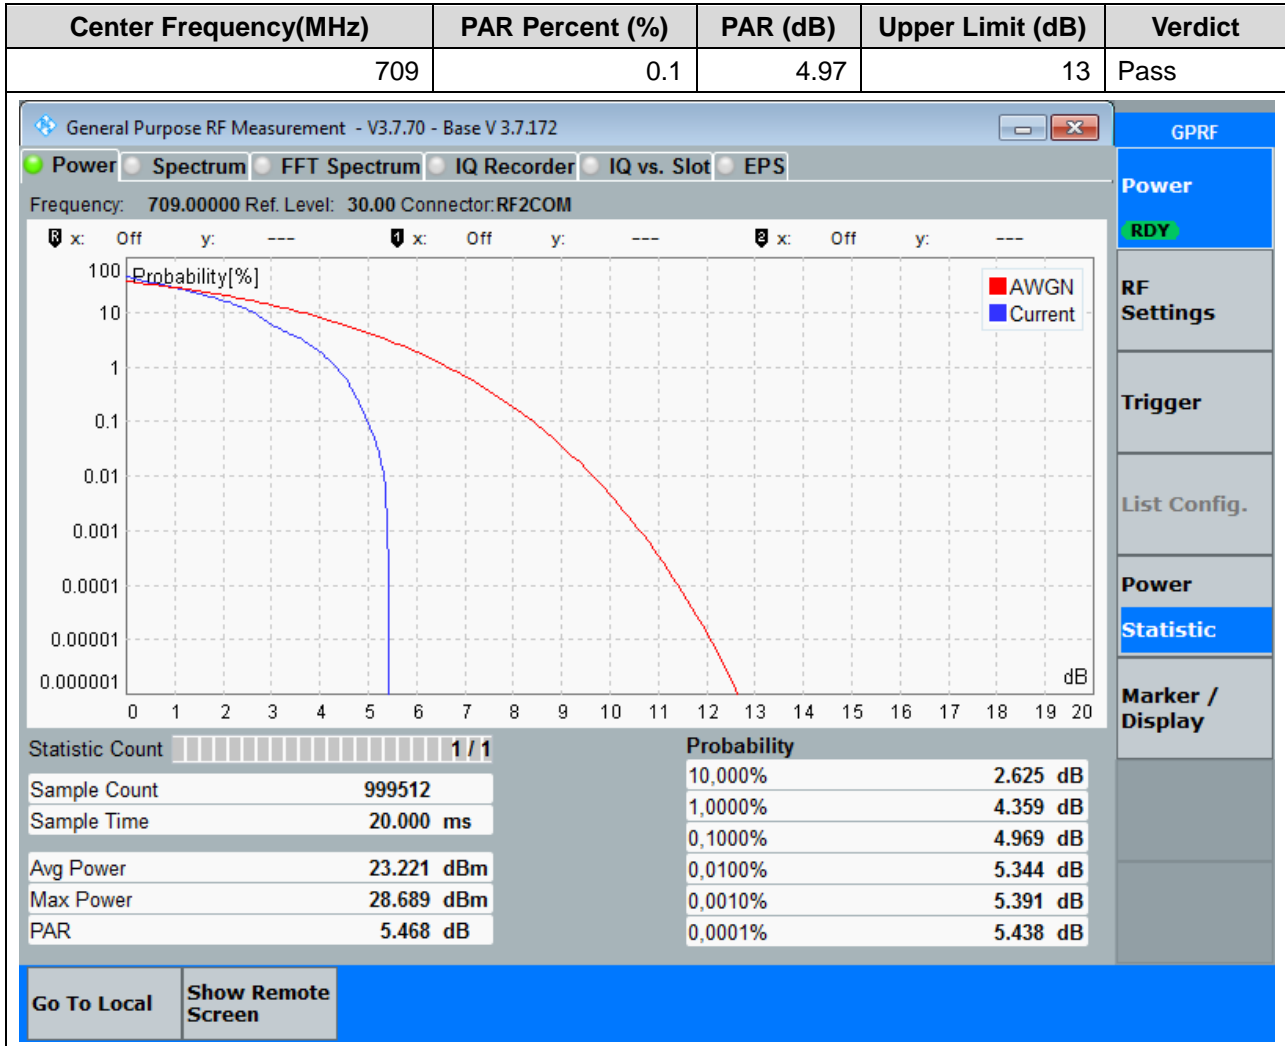 Center Frequency(MHz) PAR Percent (%) PAR (dB) Upper Limit (dB) Verdict
709 0.1 4.97 13 Pass
General Purpose RF Measurement - V3.7.70 - Base V 3.7.172
GPRF
Power Spectrum FFT Spectrum IQ Recorder IQ vs. Slot EPS
Power
RDY
Frequency: 709.00000 Ref. Level: 30.00 Connector:RF2COM
R x: Off y: --- 1 x: Off y: --- 2 x: Off y: ---
Probability[%]
AWGN
Current
100
10
1
0.1
0.01
0.001
0.0001
0.00001
0.000001
dB
0 1 2 3 4 5 6 7 8 9 10 11 12 13 14 15 16 17 18 19 20
RF
Settings
Trigger
List Config.
Power
Statistic
Marker /
Display
Statistic Count 1 / 1
Sample Count 999512
Sample Time 20.000 ms
Avg Power 23.221 dBm
Max Power 28.689 dBm
PAR 5.468 dB
Probability
10,000% 2.625 dB
1,0000% 4.359 dB
0,1000% 4.969 dB
0,0100% 5.344 dB
0,0010% 5.391 dB
0,0001% 5.438 dB
Go To Local
Show Remote
Screen